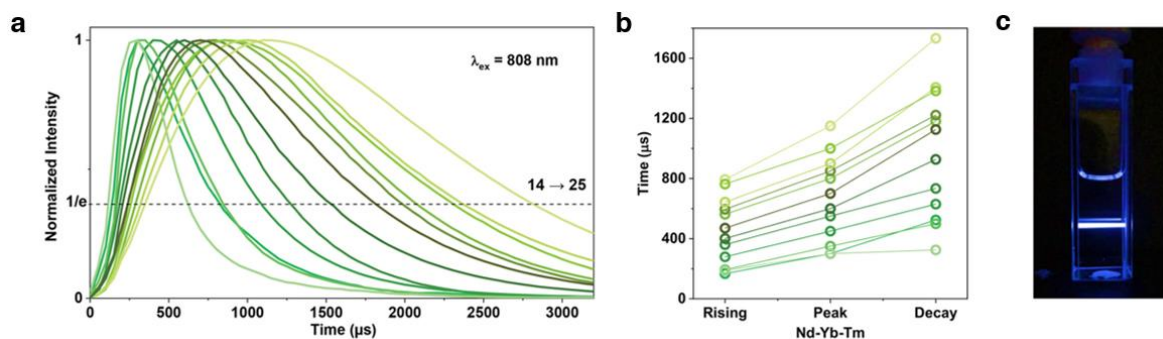 a
λex = 808 nm
14 → 25
Normalized Intensity
1
1/e
0
0 500 1000 1500 2000 2500 3000
Time (μs)
b
Time (μs)
1600
1200
800
400
0
Rising Peak Decay
Nd-Yb-Tm
c